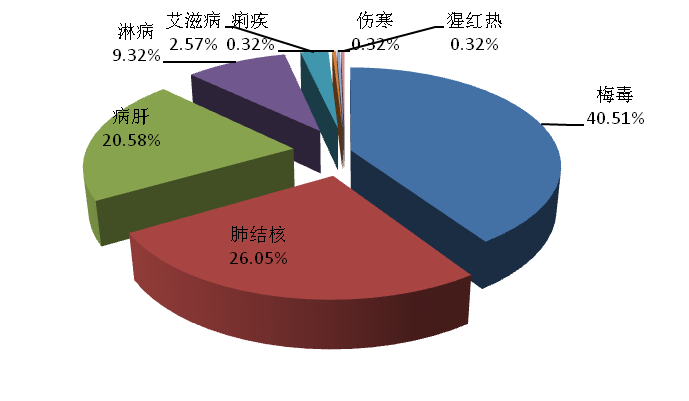 艾滋病
2.57%
痢疾
0.32%
伤寒
0.32%
猩红热
0.32%
淋病
9.32%
梅毒
40.51%
病肝
20.58%
肺结核
26.05%